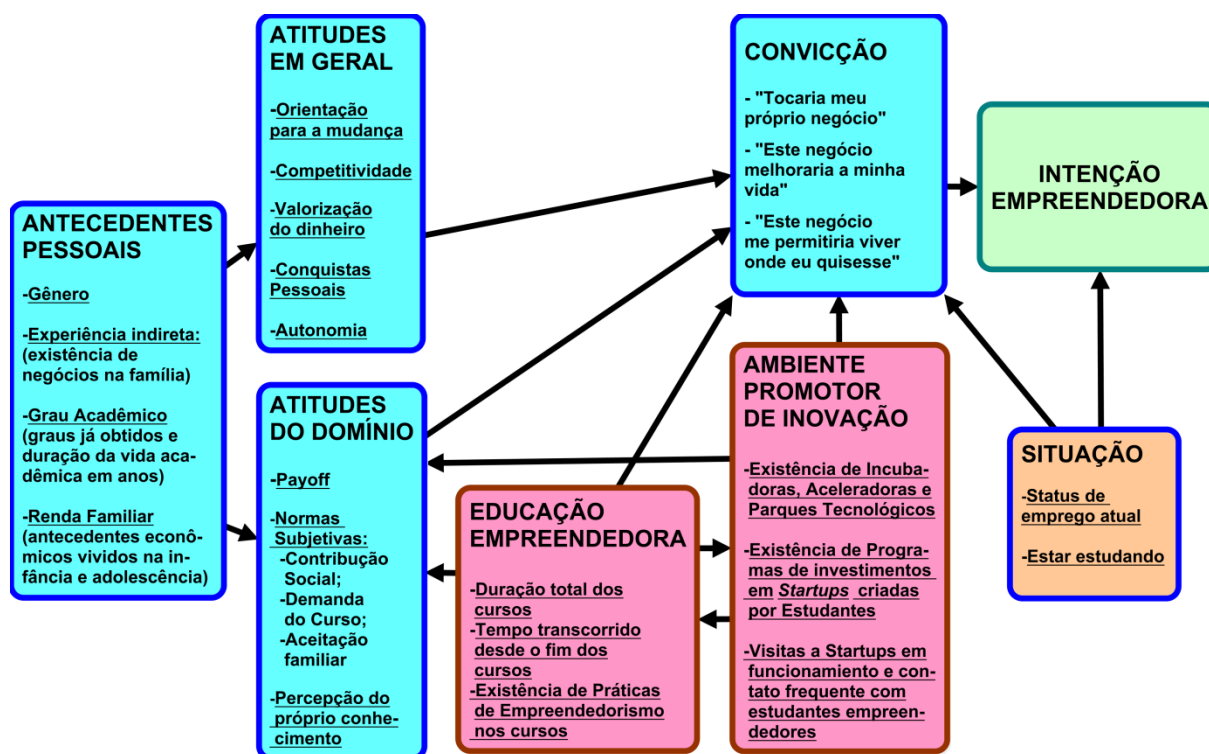 ANTECEDENTES
PESSOAIS
-Gênero
-Experiência indireta:
(existência de
negócios na família)
-Grau Acadêmico
(graus já obtidos e
duração da vida aca-
dêmica em anos)
-Renda Familiar
(antecedentes econô-
micos vividos na in-
fância e adolescência)
ATITUDES
EM GERAL
-Orientação
para a mudança
-Competitividade
-Valorização
do dinheiro
-Conquistas
Pessoais
-Autonomia
ATITUDES
DO DOMÍNIO
-Payoff
-Normas
Subjetivas:
-Contribução
Social;
-Demanda
do Curso;
-Aceitação
familiar
-Percepção do
próprio conhe-
cimento
EDUCAÇÃO
EMPREENDEDORA
-Duração total dos
cursos
-Tempo transcorrido
desde o fim dos
cursos
-Existência de Práticas
de Empreendedorismo
nos cursos
CONVICÇÃO
- "Tocaria meu
próprio negócio"
- "Este negócio
melhoraria a minha
vida"
- "Este negócio
me permitiria viver
onde eu quisesse"
AMBIENTE
PROMOTOR
DE INOVAÇÃO
-Existência de Incuba-
doras, Aceleradoras e
Parques Tecnológicos
-Existência de Progra-
mas de investimentos
em Startups criadas
por Estudantes
-Visitas a Startups em
funcionamento e con-
tato frequente com
estudantes empreen-
dedores
INTENÇÃO
EMPREENDEDORA
SITUAÇÃO
-Status de
emprego atual
-Estar estudando